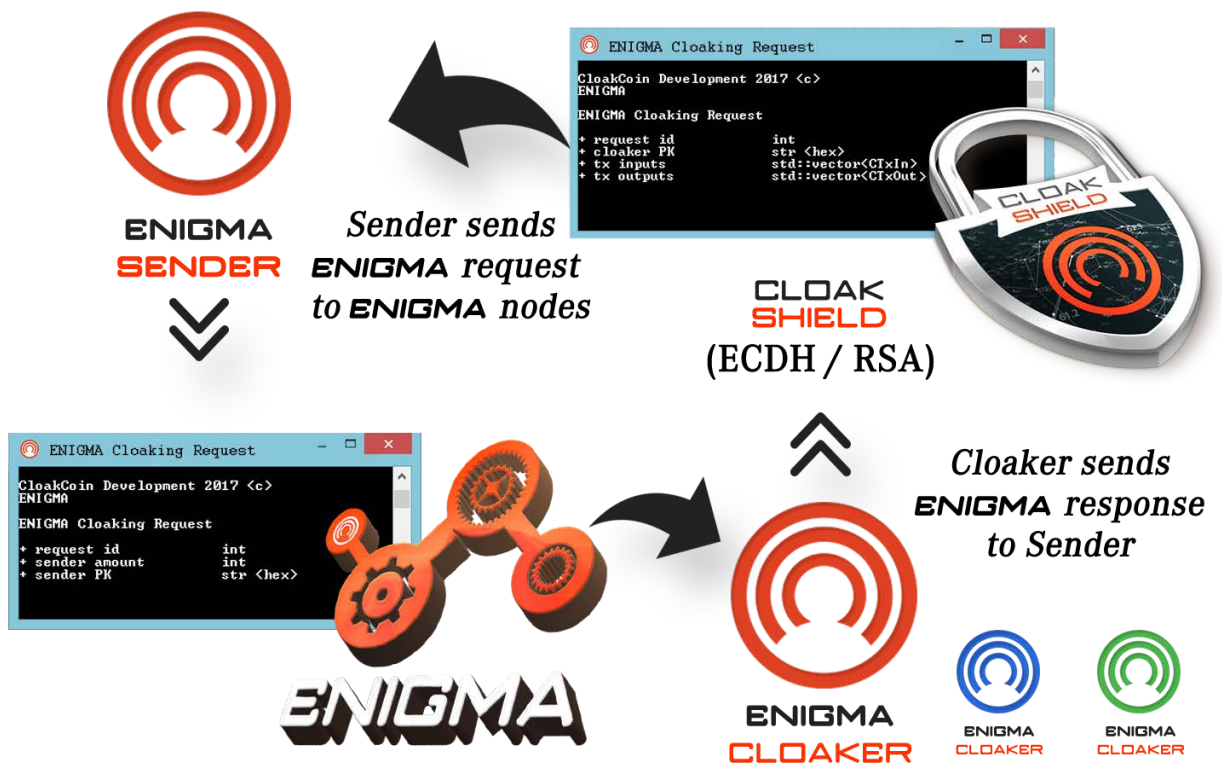 ENIGMA
SENDER
Sender sends
ENIGMA request
to ENIGMA nodes
ENIGMA Cloaking Request
CloakCoin Development 2017 <c>
ENIGMA
ENIGMA Cloaking Request
+ request id int
+ cloaker PK str <hex>
+ tx inputs std::vector<CTxIn>
+ tx outputs std::vector<CTxOut>
CLOAK
SHIELD
CLOAK
SHIELD
(ECDH / RSA)
ENIGMA Cloaking Request
CloakCoin Development 2017 <c>
ENIGMA
ENIGMA Cloaking Request
+ request id int
+ sender amount int
+ sender PK str <hex>
ENIGMA
Cloaker sends
ENIGMA response
to Sender
ENIGMA
CLOAKER
ENIGMA
CLOAKER
ENIGMA
CLOAKER